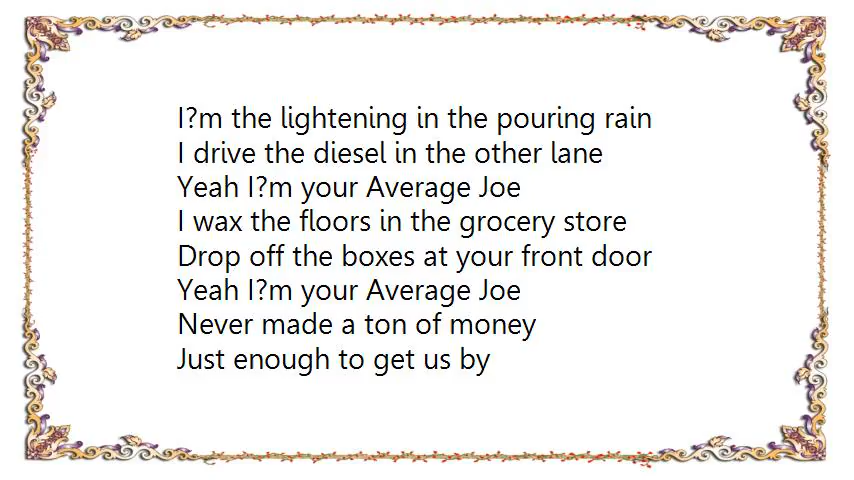 I?m the lightening in the pouring rain
I drive the diesel in the other lane
Yeah I?m your Average Joe
I wax the floors in the grocery store
Drop off the boxes at your front door
Yeah I?m your Average Joe
Never made a ton of money
Just enough to get us by